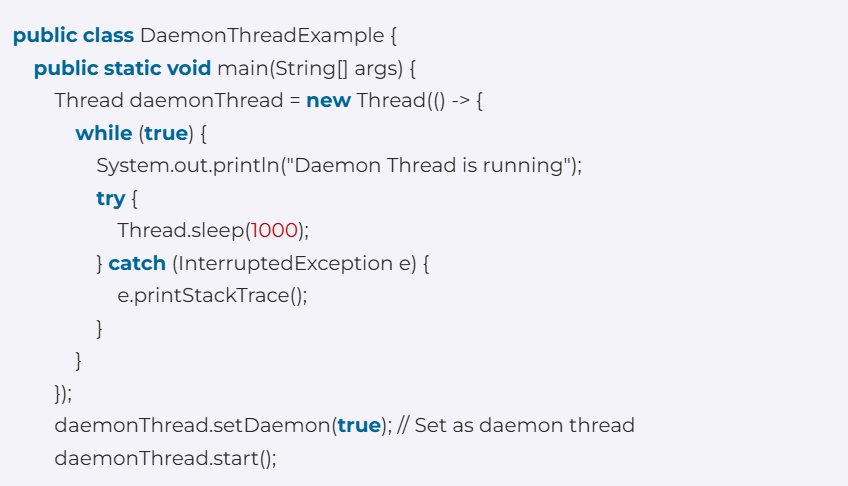 public class DaemonThreadExample {
public static void main(String[] args) {
Thread daemonThread = new Thread(() -> {
while (true) {
System.out.println("Daemon Thread is running");
try {
Thread.sleep(1000);
} catch (InterruptedException e) {
e.printStackTrace();
}
}
});
daemonThread.setDaemon(true); // Set as daemon thread
daemonThread.start();